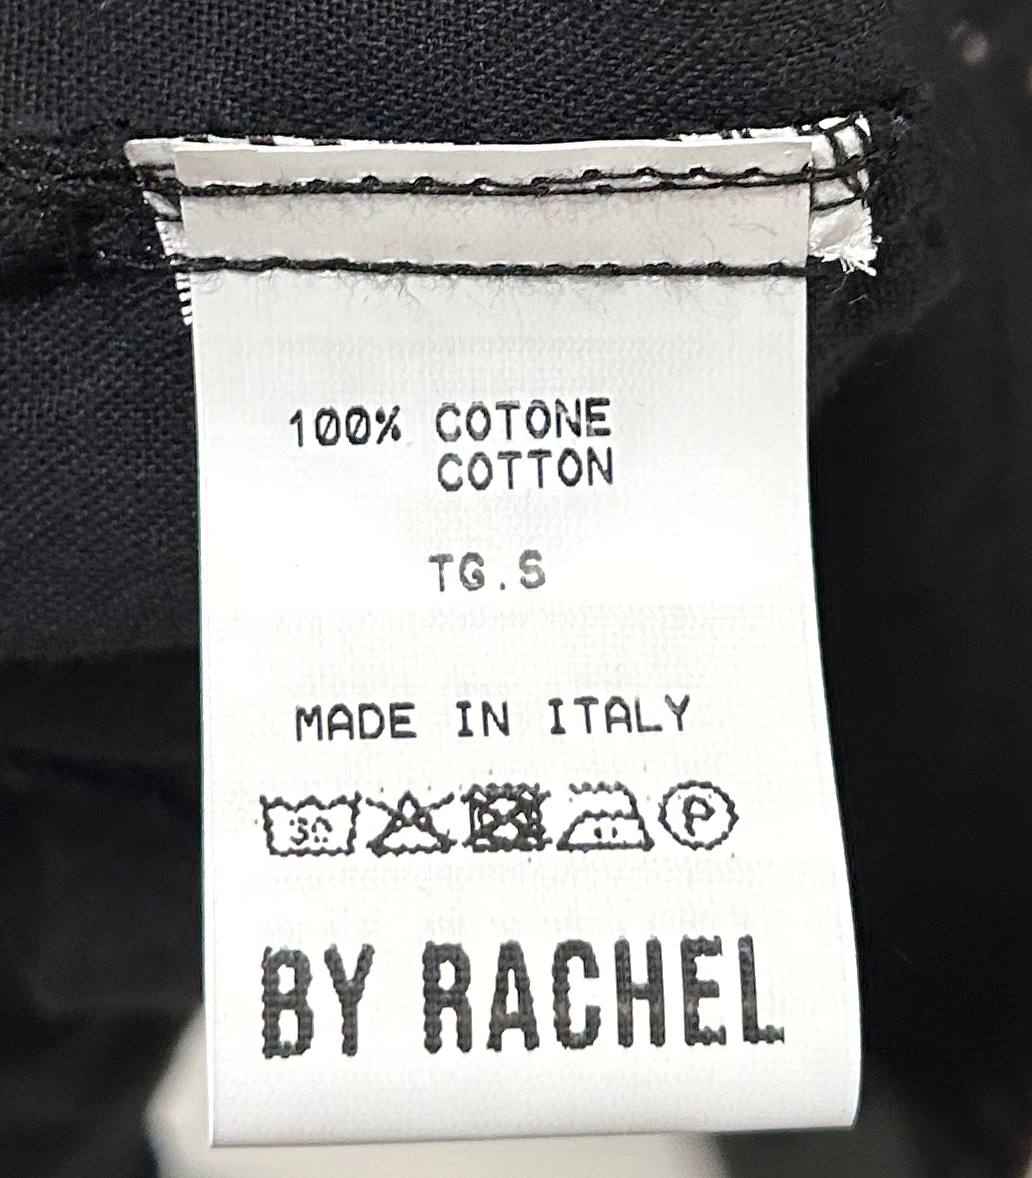 100% COTONE
COTTON
TG.S
MADE IN ITALY
30 P
BY RACHEL